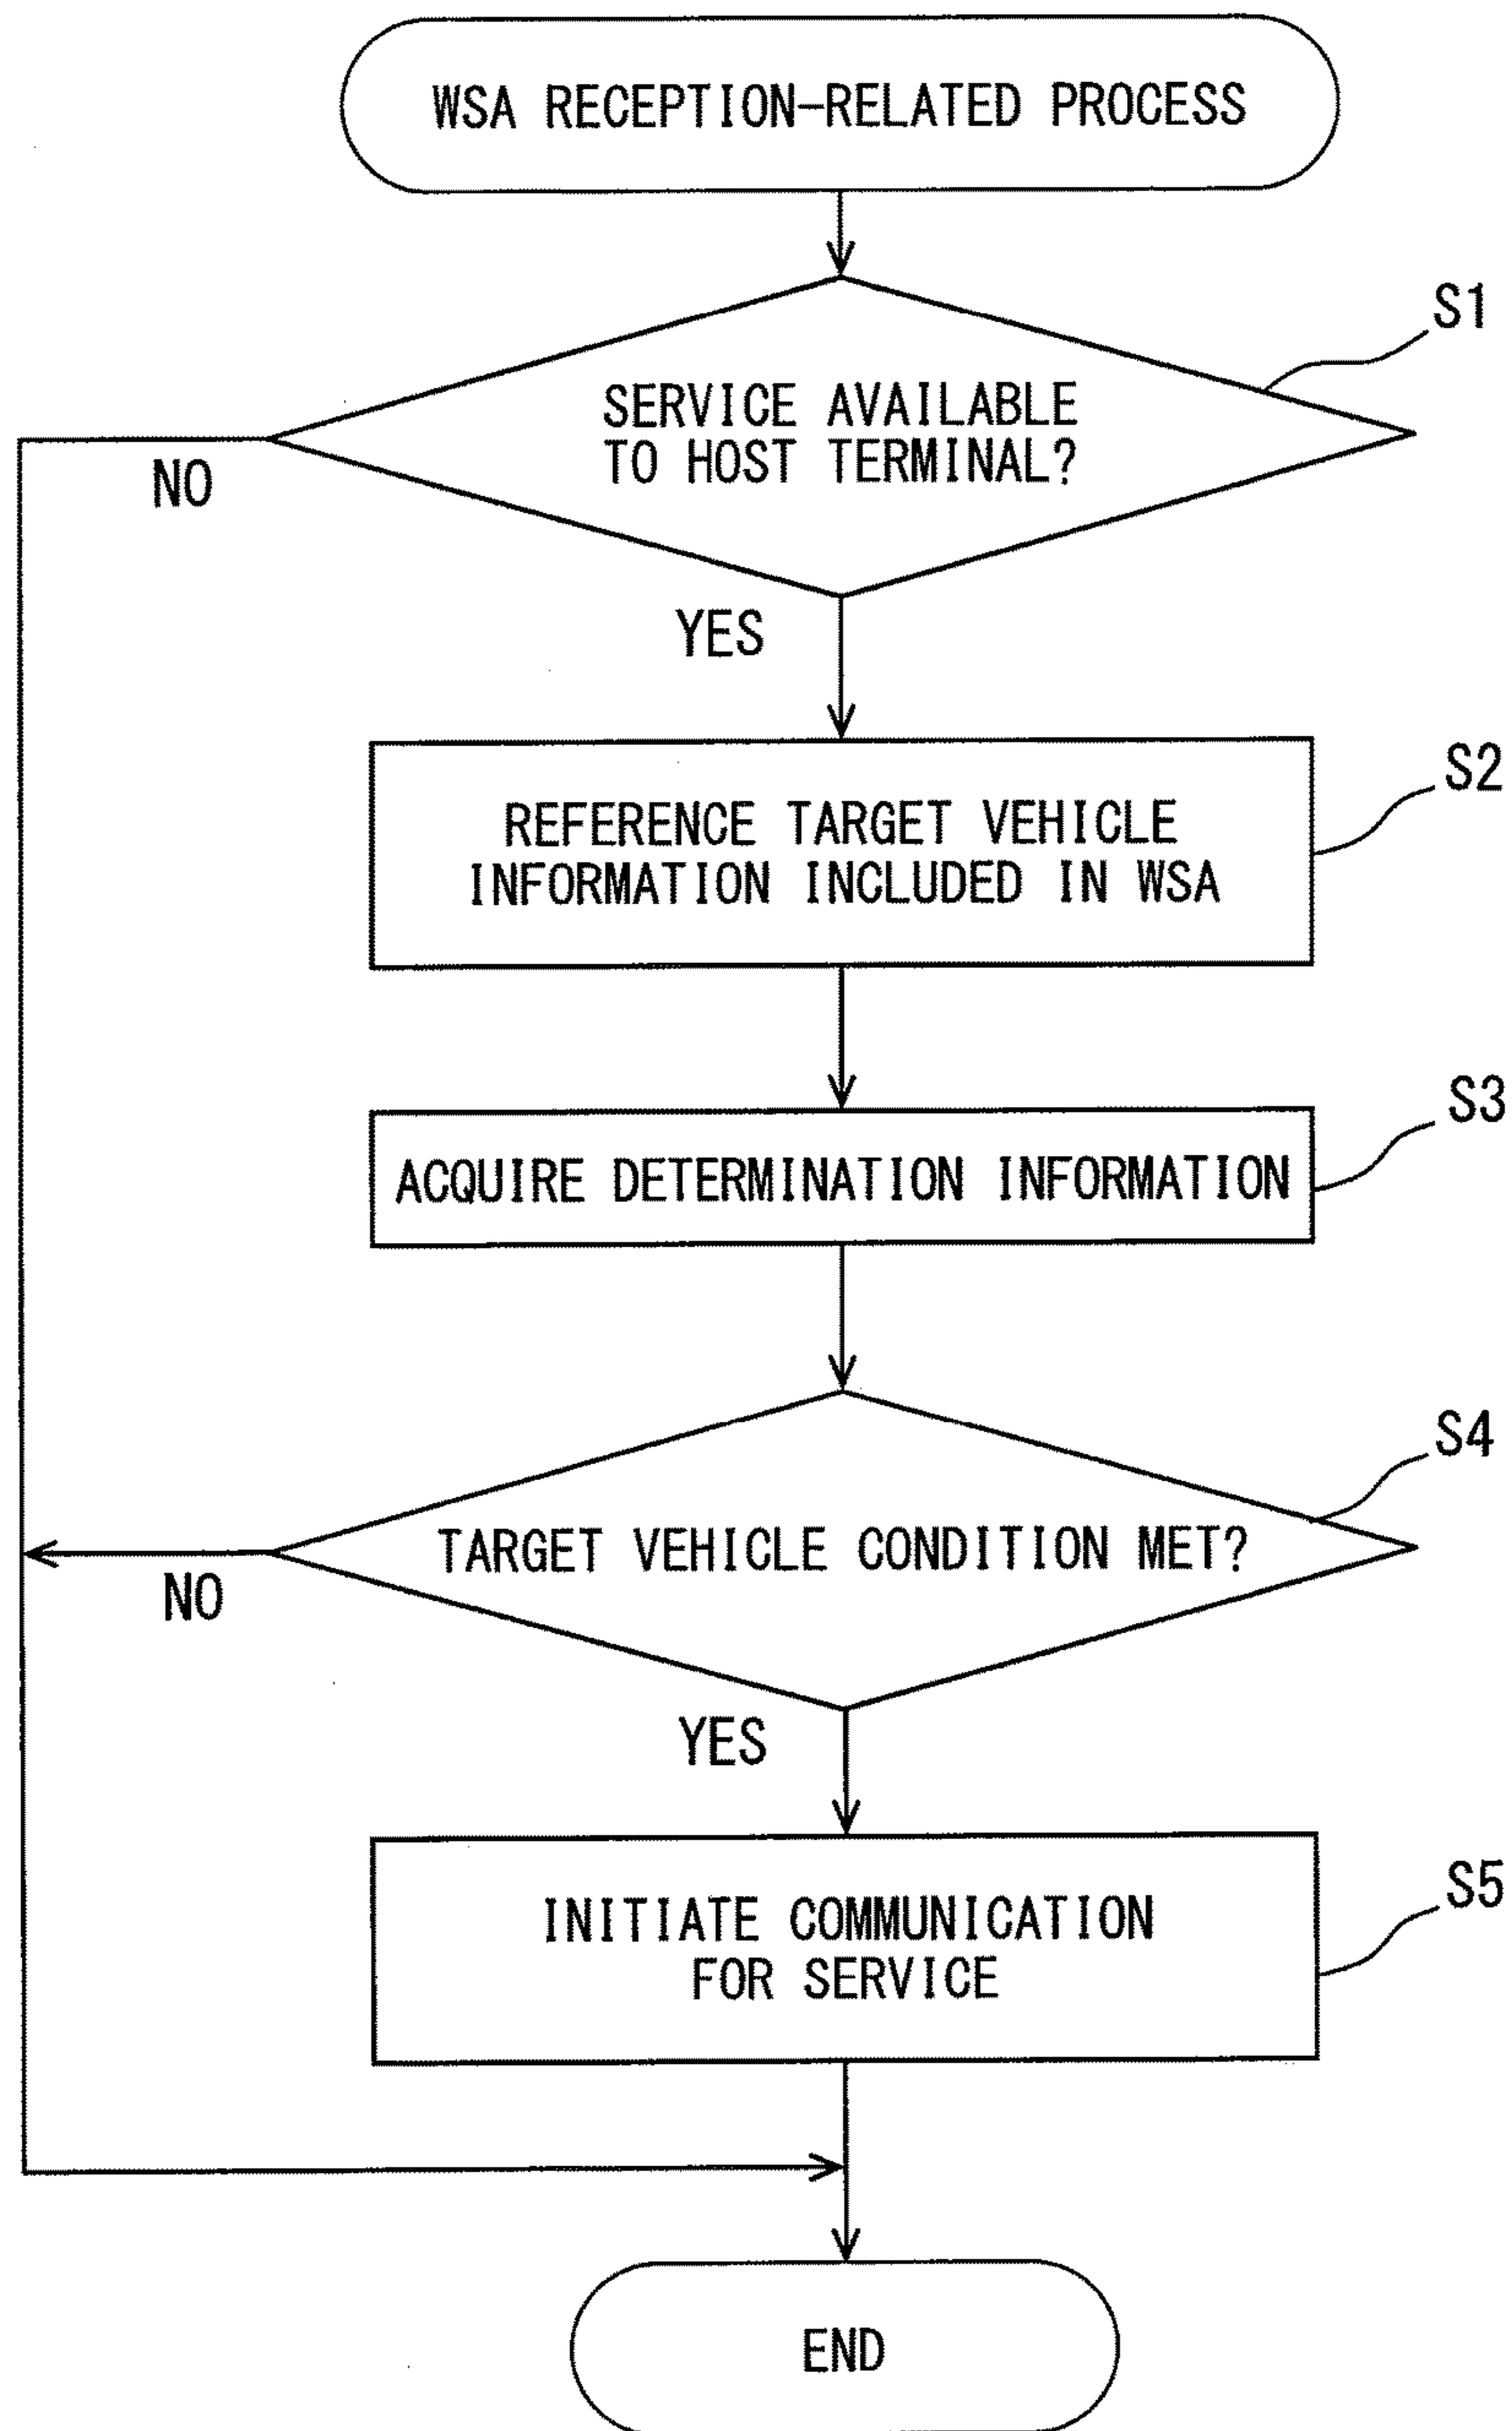 WSA RECEPTION-RELATED PROCESS
S1
SERVICE AVAILABLE
TO HOST TERMINAL?
NO
YES
S2
REFERENCE TARGET VEHICLE
INFORMATION INCLUDED IN WSA
S3
ACQUIRE DETERMINATION INFORMATION
S4
TARGET VEHICLE CONDITION MET?
NO
YES
S5
INITIATE COMMUNICATION
FOR SERVICE
END